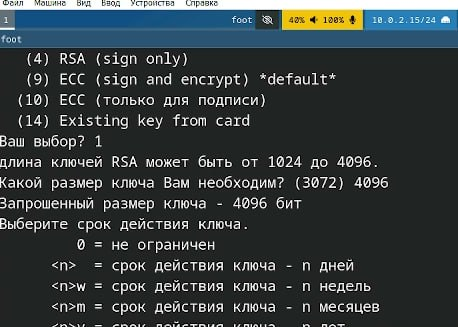 Файл Машина Вид Ввод Устройства Справка
1 foot 40% 100% 10.0.2.15/24
foot
(4) RSA (sign only)
(9) ECC (sign and encrypt) *default*
(10) ECC (только для подписи)
(14) Existing key from card
Ваш выбор? 1
длина ключей RSA может быть от 1024 до 4096.
Какой размер ключа Вам необходим? (3072) 4096
Запрошенный размер ключа - 4096 бит
Выберите срок действия ключа.
0 = не ограничен
<n> = срок действия ключа - n дней
<n>w = срок действия ключа - n недель
<n>m = срок действия ключа - n месяцев
<n>y = срок действия ключа - n лет